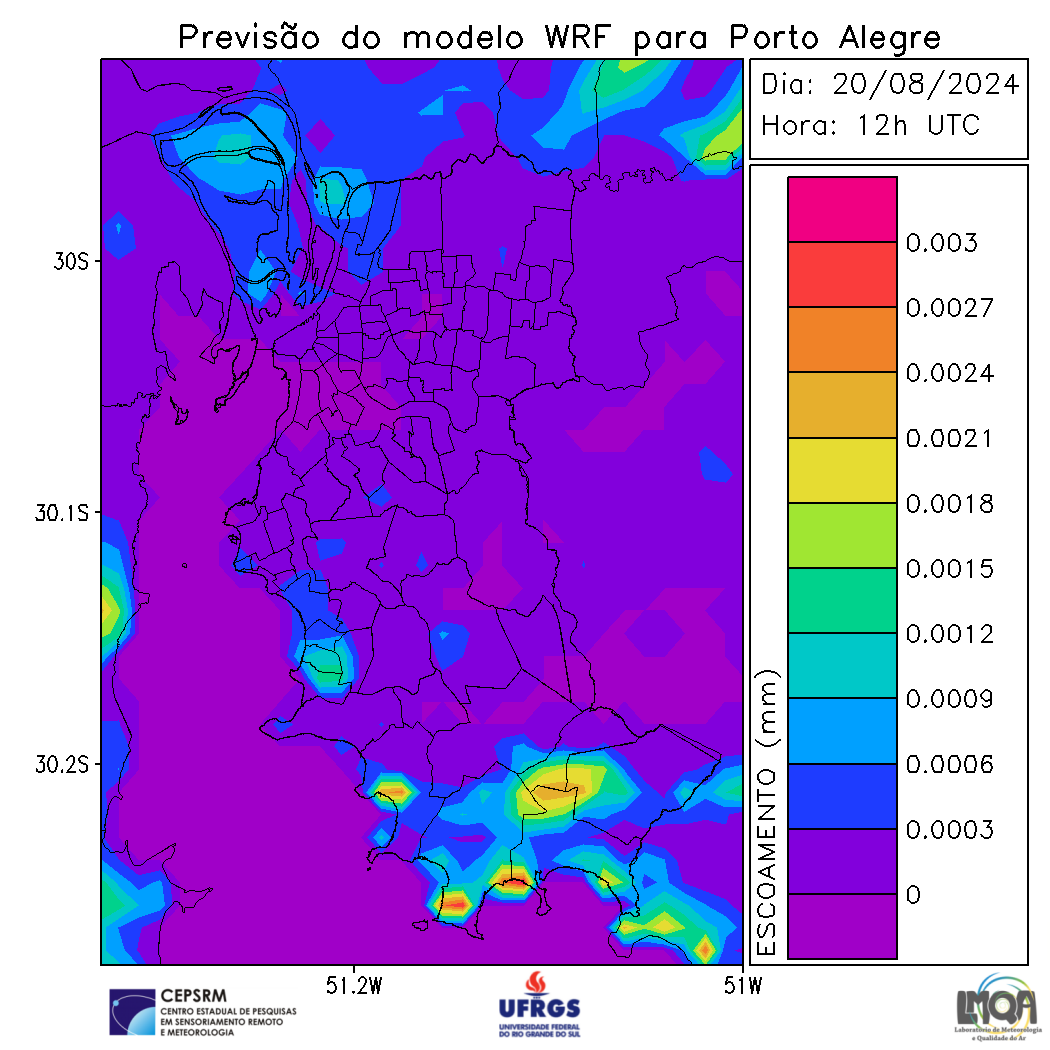 Previsão do modelo WRF para Porto Alegre
Dia: 20/08/2024
Hora: 12h UTC
0.003
0.0027
0.0024
0.0021
0.0018
0.0015
0.0012
0.0009
0.0006
0.0003
0
ESCOAMENTO (mm)
30S
30.1S
30.2S
51.2W
51W
CEPSRM
CENTRO ESTADUAL DE PESQUISAS
EM SENSORIAMENTO REMOTO
E METEOROLOGIA
UFRGS
UNIVERSIDADE FEDERAL
DO RIO GRANDE DO SUL
LMQA
Laboratório de Meteorologia
e Qualidade do Ar